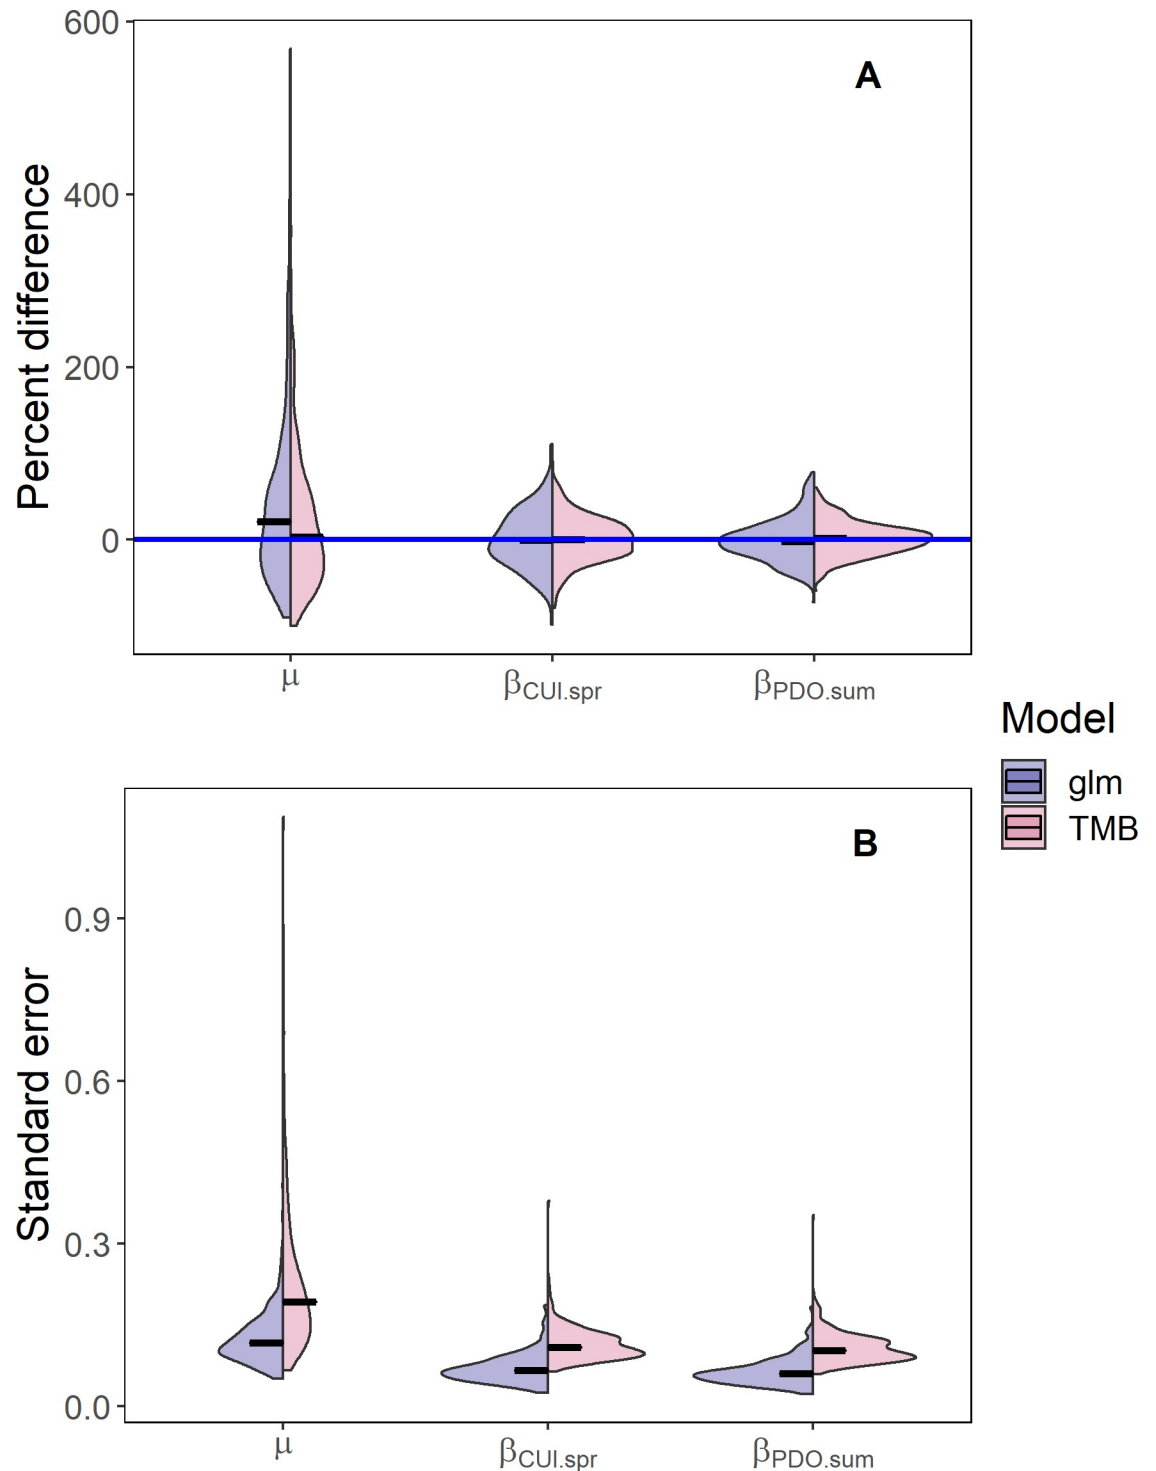 600
A
400
200
0
Percent difference
μ
βCUI.spr
βPDO.sum
Model
glm
TMB
B
0.9
0.6
0.3
0.0
Standard error
μ
βCUI.spr
βPDO.sum